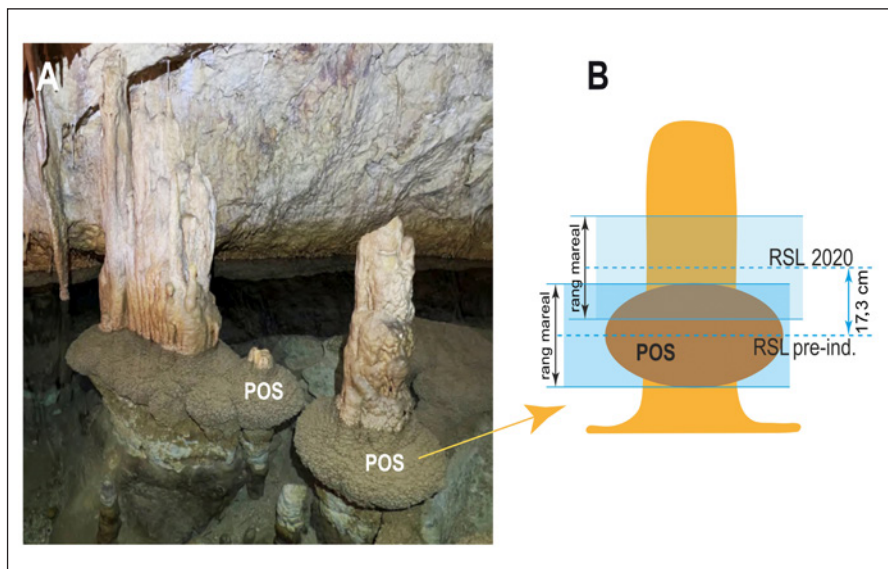 A
POS
POS
B
rang mareal
rang mareal
RSL 2020
17,3 cm
POS
RSL pre-ind.